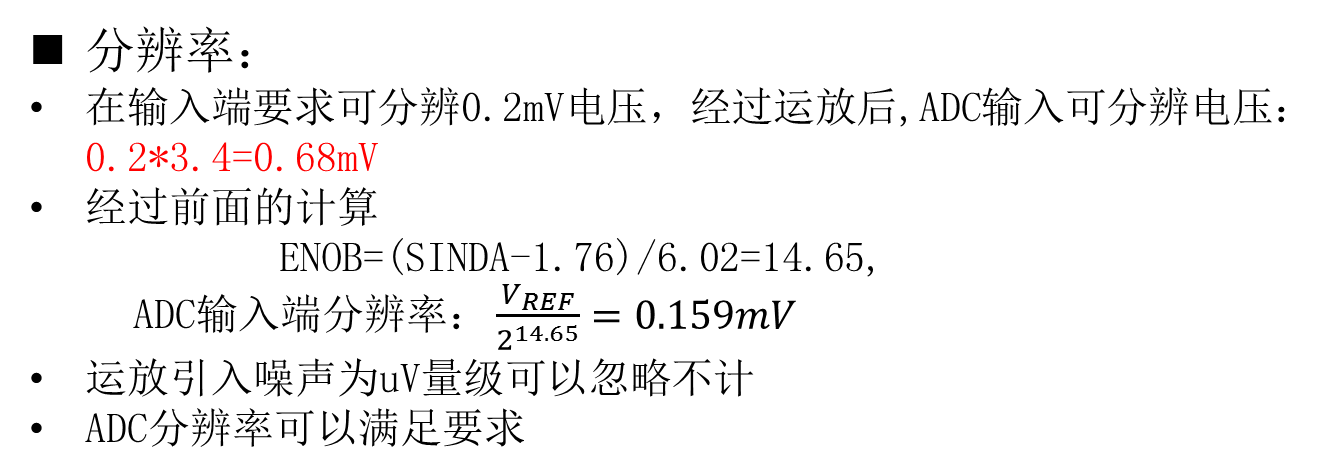 ■ 分辨率：
• 在输入端要求可分辨0.2mV电压，经过运放后,ADC输入可分辨电压：
0.2*3.4=0.68mV
• 经过前面的计算
ENOB=(SINDA-1.76)/6.02=14.65,
ADC输入端分辨率：$\frac{V_{REF}}{2^{14.65}} = 0.159mV$
• 运放引入噪声为uV量级可以忽略不计
• ADC分辨率可以满足要求